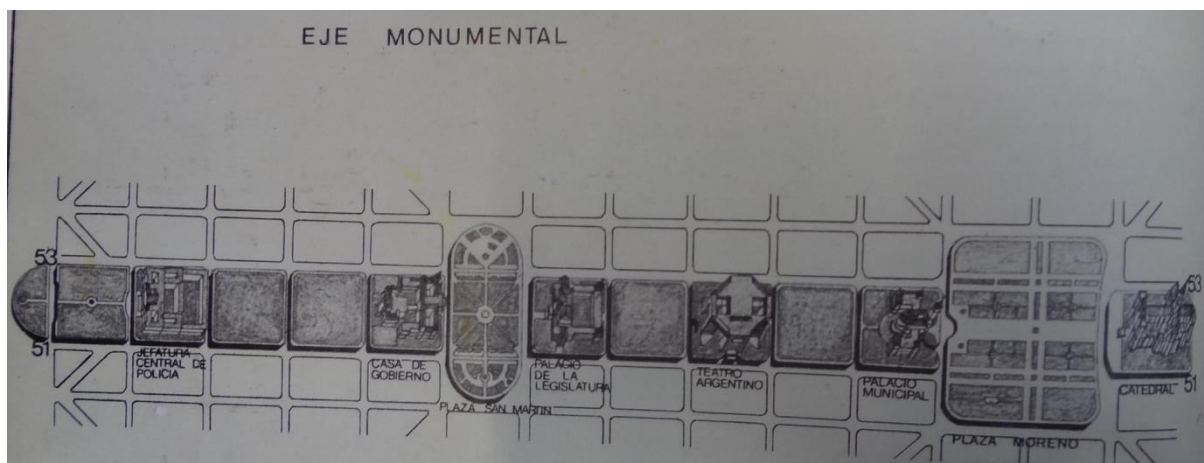 EJE MONUMENTAL
53
53
51
51
JEFATURA
CENTRAL DE
POLICIA
CASA DE
GOBIERNO
PLAZA SAN MARTIN
PALACIO
DE LA
LEGISLATURA
TEATRO
ARGENTINO
PALACIO
MUNICIPAL
PLAZA MORENO
CATEDRAL